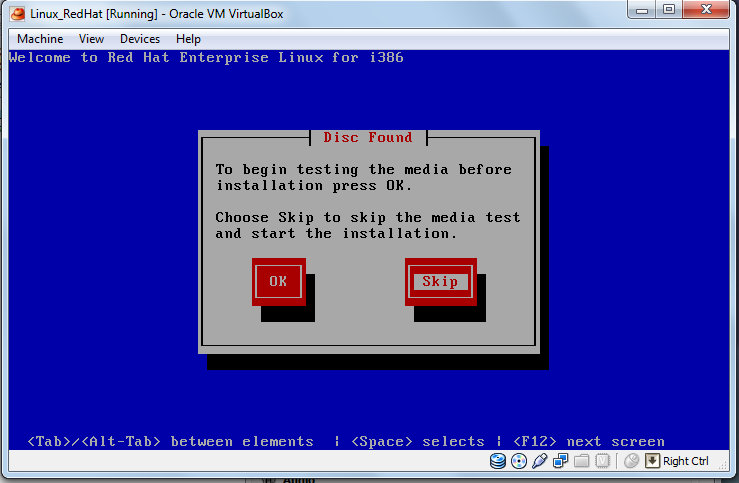 Linux_RedHat [Running] - Oracle VM VirtualBox
Machine View Devices Help
Welcome to Red Hat Enterprise Linux for i386
Disc Found
To begin testing the media before
installation press OK.
Choose Skip to skip the media test
and start the installation.
OK Skip
<Tab>/<Alt-Tab> between elements | <Space> selects | <F12> next screen
Right Ctrl
Audio